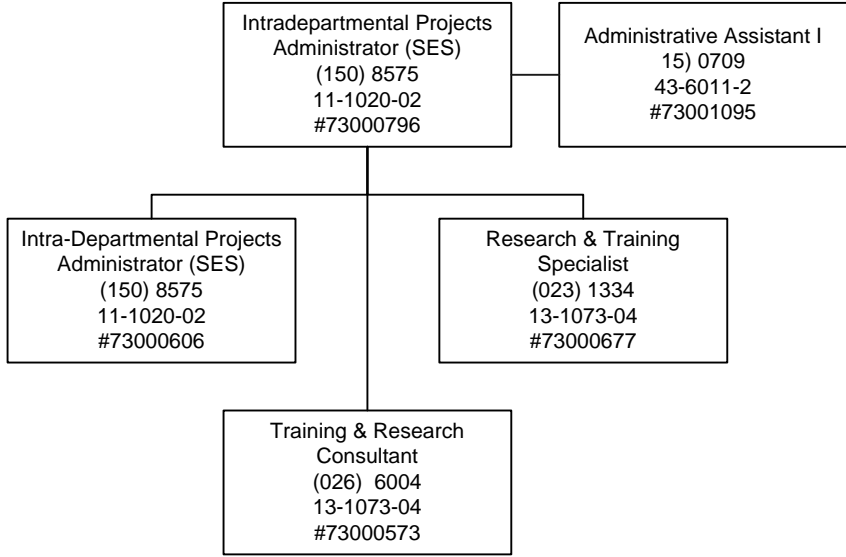 Intradepartmental Projects
Administrator (SES)
(150) 8575
11-1020-02
#73000796
Administrative Assistant I
15) 0709
43-6011-2
#73001095
Intra-Departmental Projects
Administrator (SES)
(150) 8575
11-1020-02
#73000606
Research & Training
Specialist
(023) 1334
13-1073-04
#73000677
Training & Research
Consultant
(026)  6004
13-1073-04
#73000573